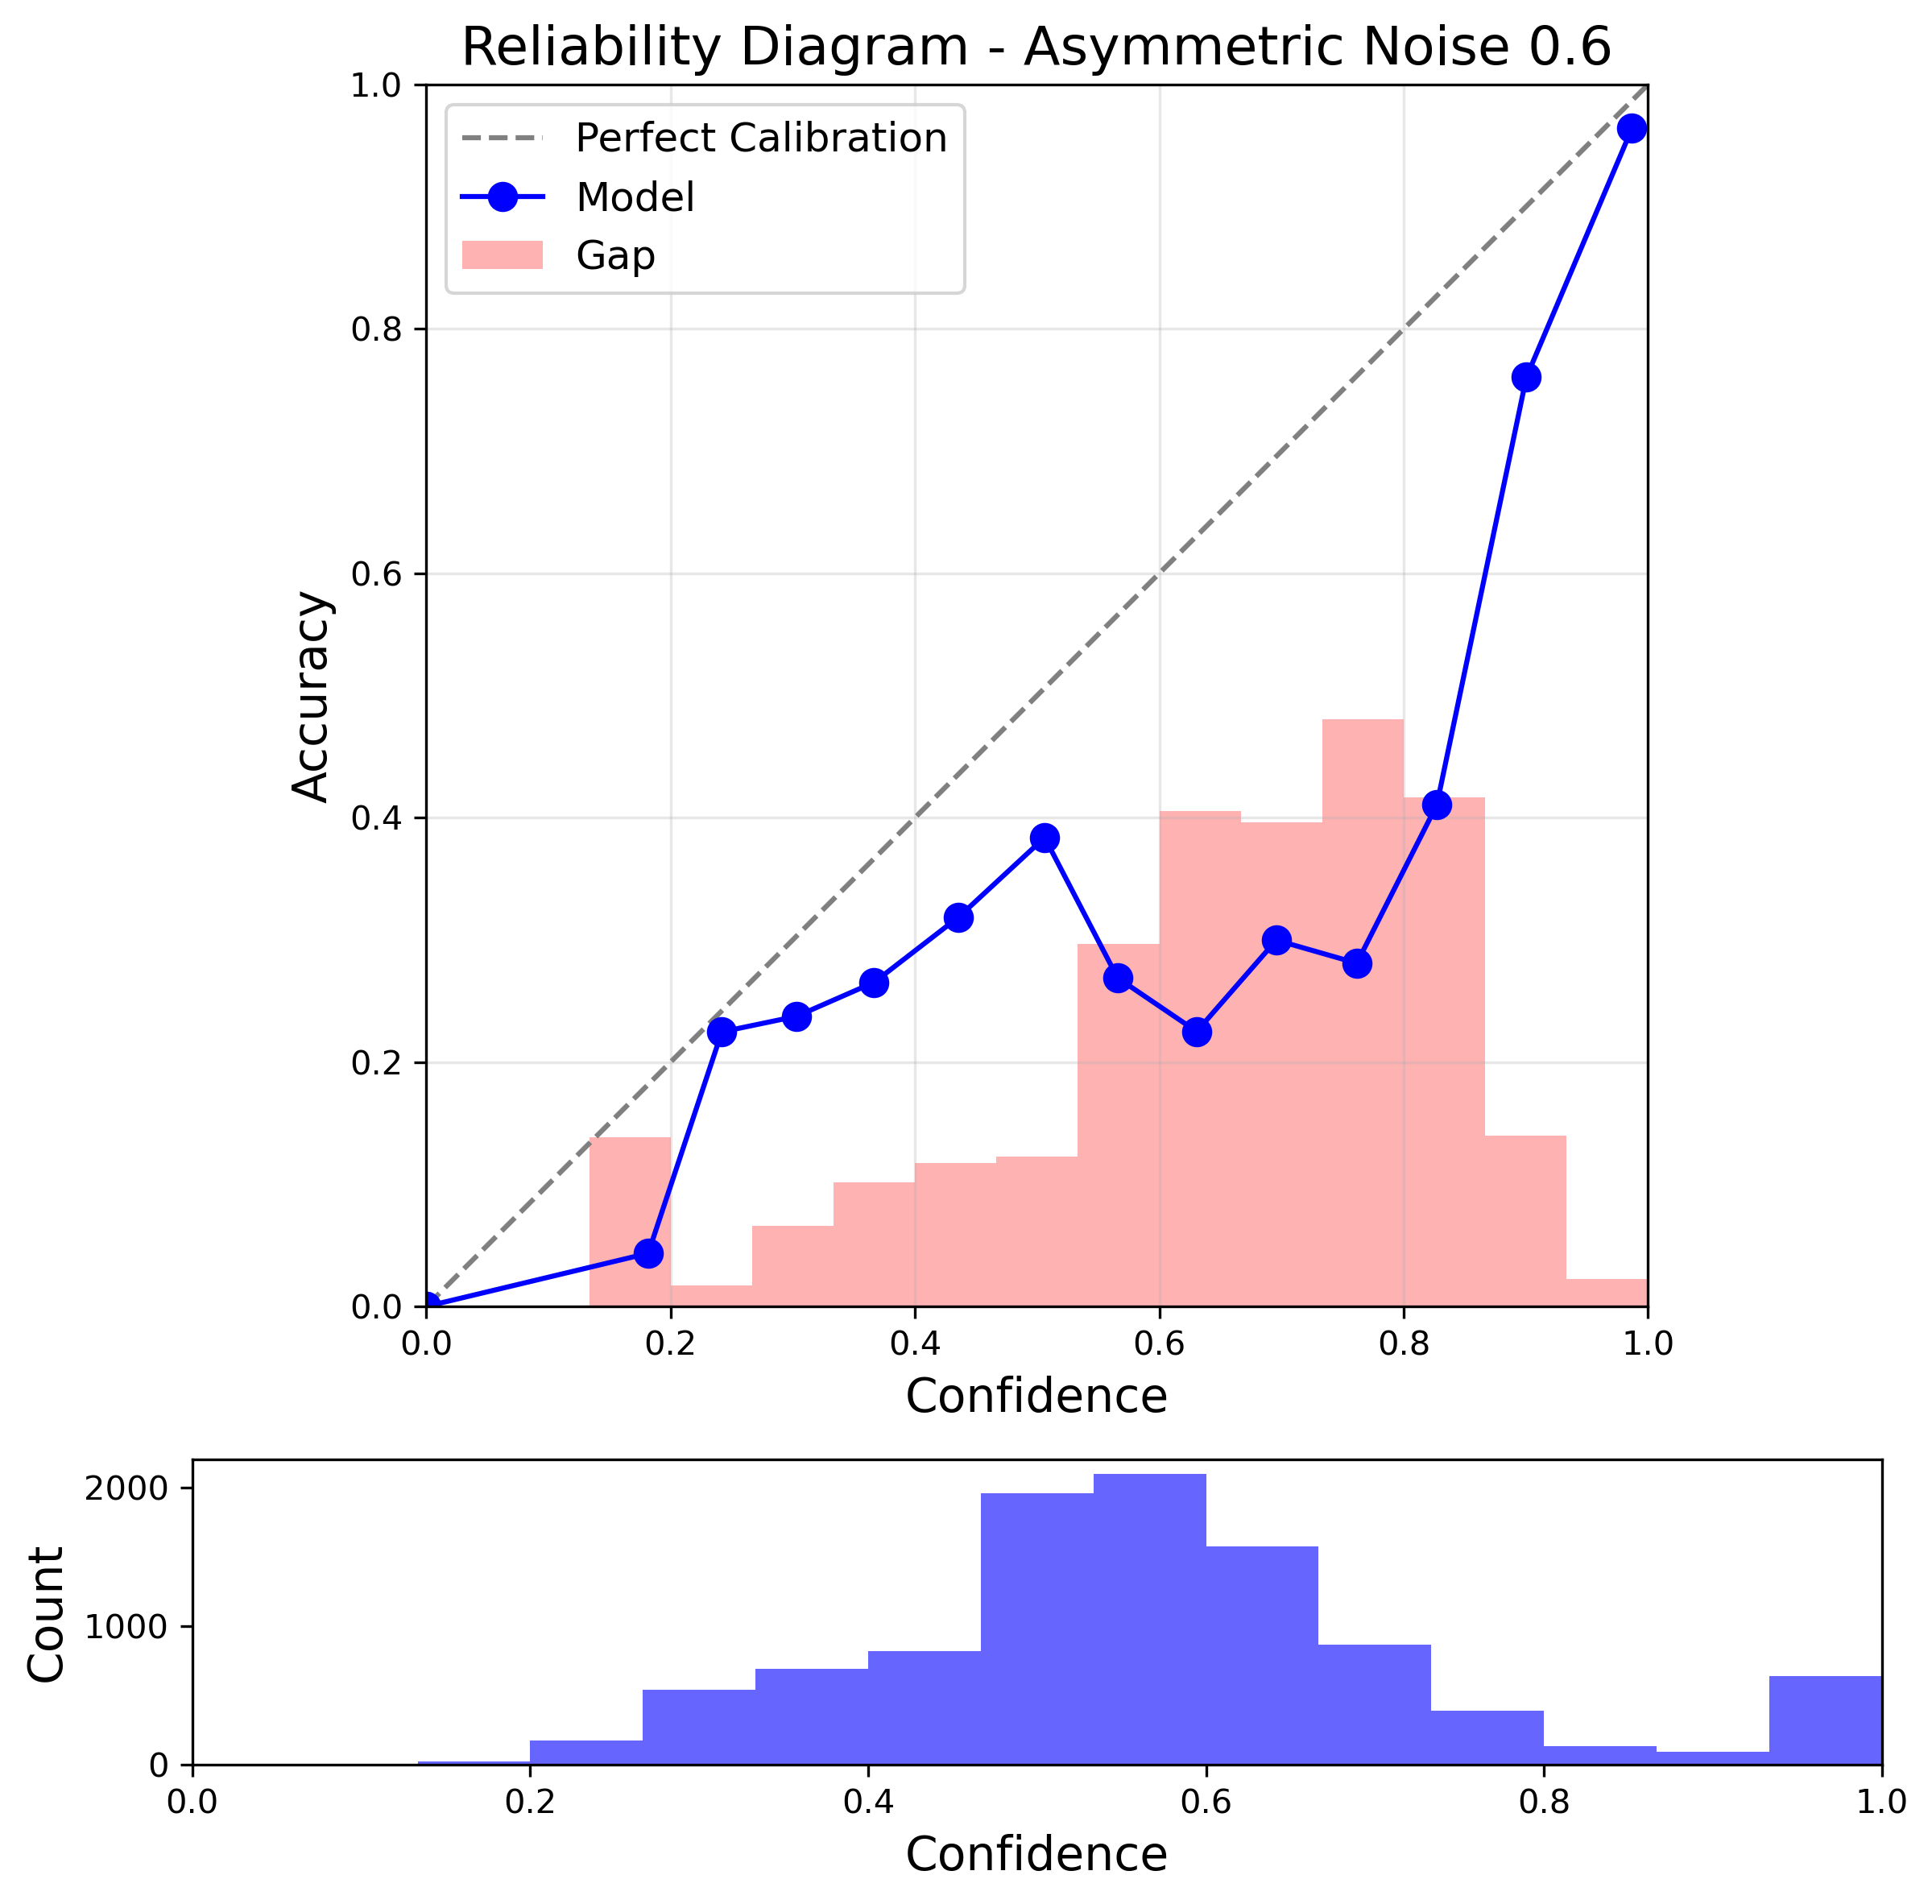 Reliability Diagram - Asymmetric Noise 0.6
1.0
0.8
0.6
0.4
0.2
0.0
Accuracy
Perfect Calibration
Model
Gap
0.0 0.2 0.4 0.6 0.8 1.0
Confidence
2000
1000
0
Count
0.0 0.2 0.4 0.6 0.8 1.0
Confidence